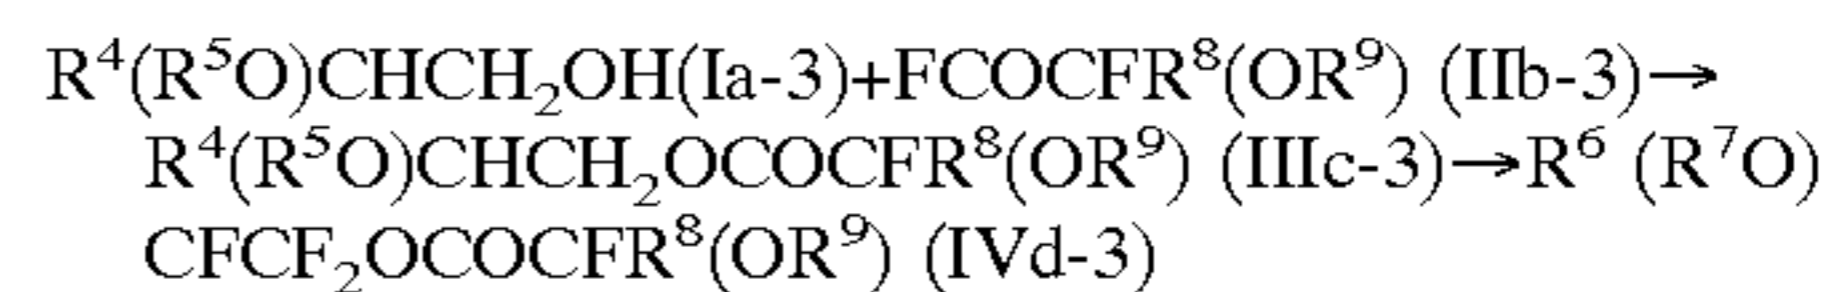 R⁴(R⁵O)CHCH₂OH(Ia-3)+FCOCFR⁸(OR⁹) (IIb-3)→
R⁴(R⁵O)CHCH₂OCOCFR⁸(OR⁹) (IIIc-3)→R⁶ (R⁷O)
CFCF₂OCOCFR⁸(OR⁹) (IVd-3)